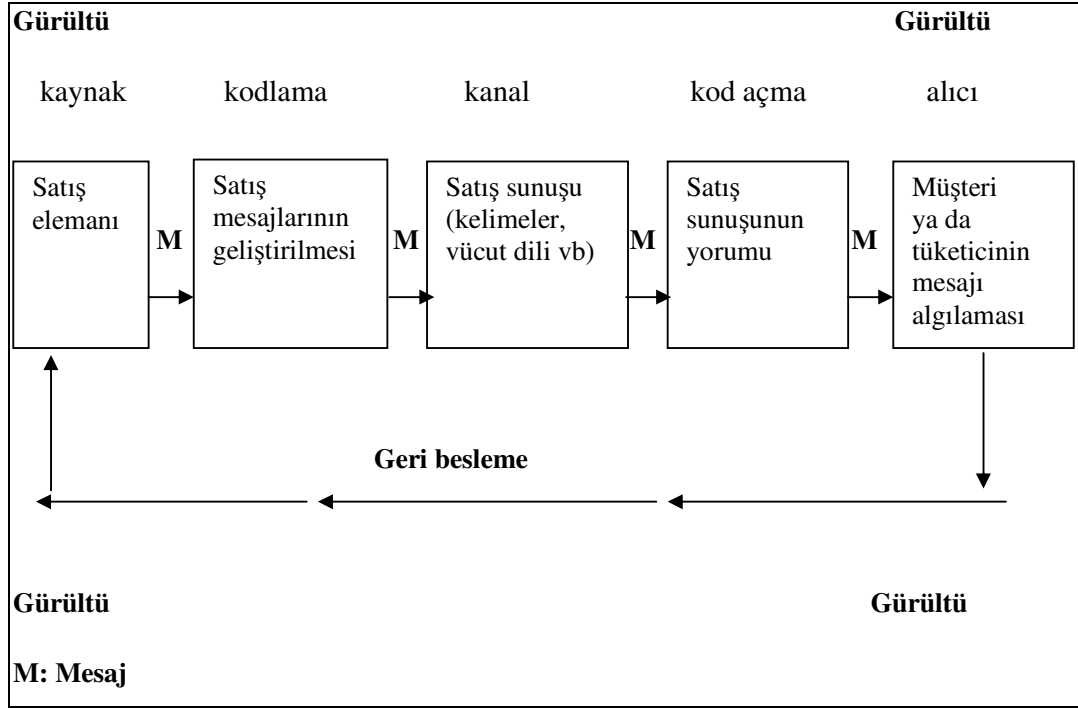 Gürültü Gürültü
kaynak kodlama kanal kod açma alıcı
Satış
elemanı
M
Satış
mesajlarının
geliştirilmesi
M
Satış sunuşu
(kelimeler,
vücut dili vb)
M
Satış
sunuşunun
yorumu
M
Müşteri
ya da
tüketicinin
mesajı
algılaması
Geri besleme
Gürültü Gürültü
M: Mesaj